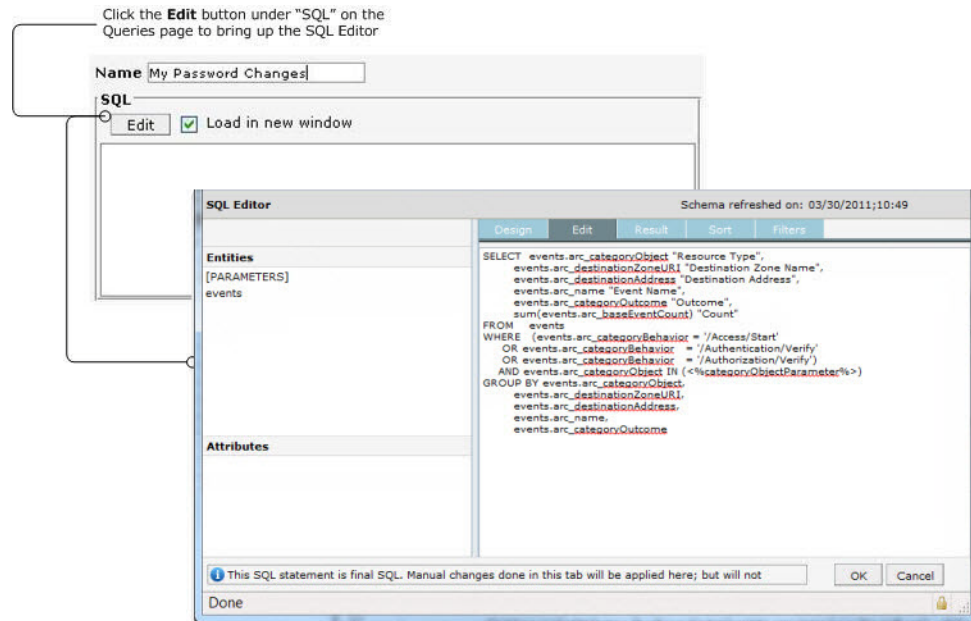 Click the Edit button under “SQL” on the
Queries page to bring up the SQL Editor
Name My Password Changes
SQL
Edit Load in new window
SQL Editor Schema refreshed on: 03/30/2011;10:49
Design Edit Result Sort Filters
Entities
[PARAMETERS]
events
Attributes
SELECT events.arc_categoryObject "Resource Type",
events.arc_destinationZoneURI "Destination Zone Name",
events.arc_destinationAddress "Destination Address",
events.arc_name "Event Name",
events.arc_categoryOutcome "Outcome",
sum(events.arc_baseEventCount) "Count"
FROM events
WHERE (events.arc_categoryBehavior = '/Access/Start'
OR events.arc_categoryBehavior = '/Authentication/Verify'
OR events.arc_categoryBehavior = '/Authorization/Verify')
AND events.arc_categoryObject IN (<%categoryObjectParameter%>)
GROUP BY events.arc_categoryObject,
events.arc_destinationZoneURI,
events.arc_destinationAddress,
events.arc_name,
events.arc_categoryOutcome
This SQL statement is final SQL. Manual changes done in this tab will be applied here; but will not
OK Cancel
Done